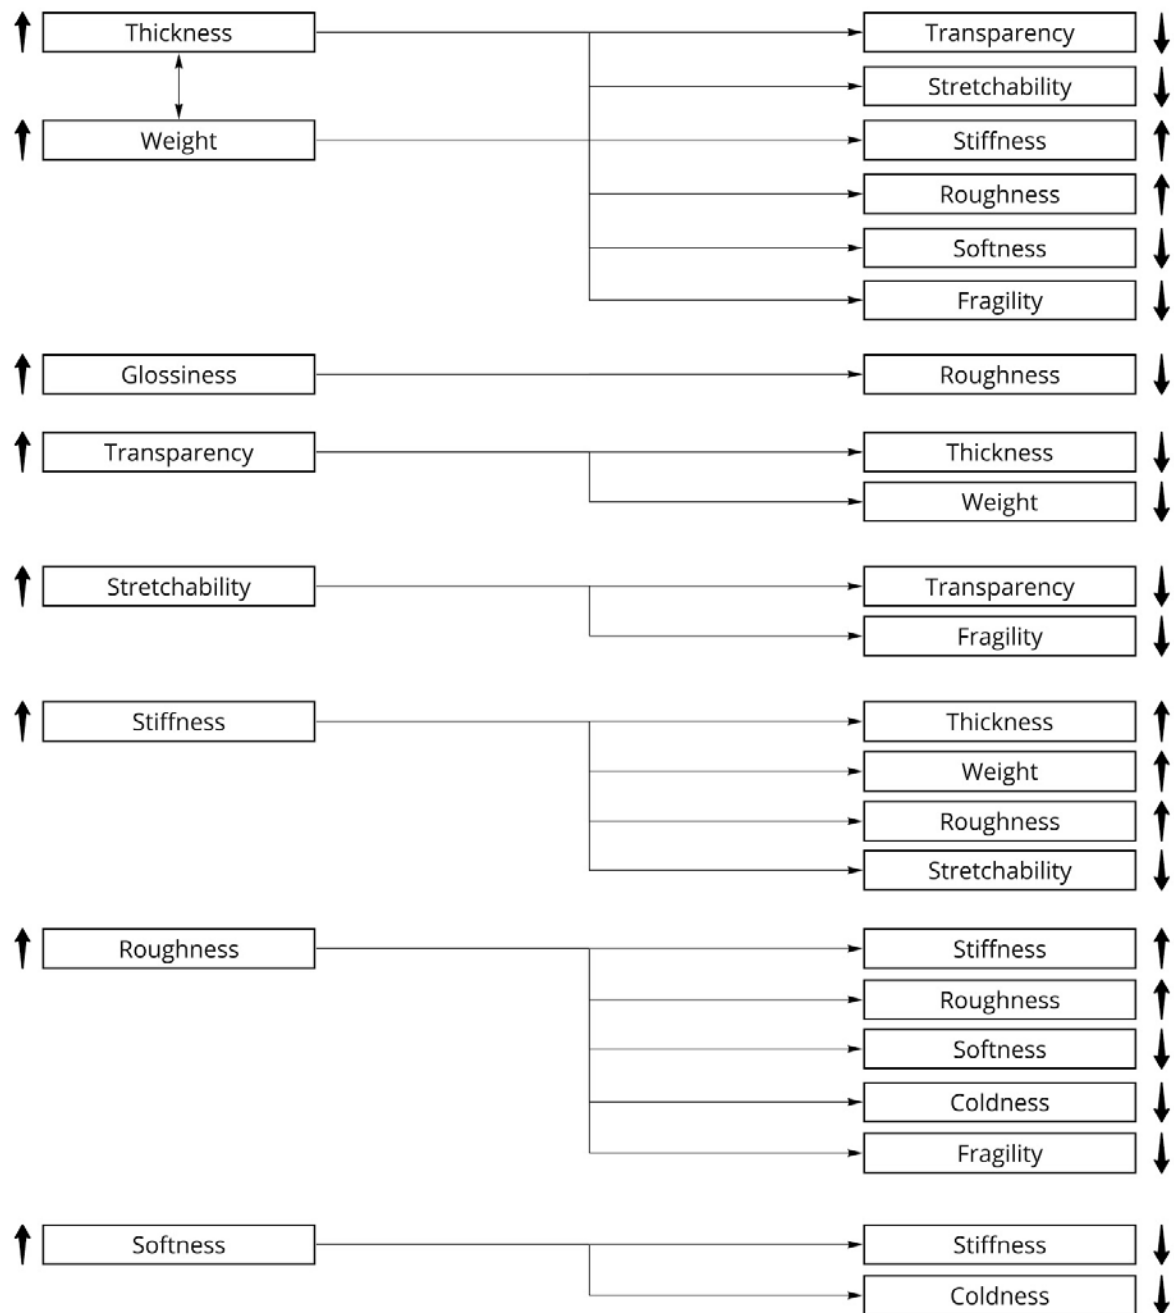 Thickness
Transparency
Stretchability
Weight
Stiffness
Roughness
Softness
Fragility
Glossiness
Roughness
Transparency
Thickness
Weight
Stretchability
Transparency
Fragility
Stiffness
Thickness
Weight
Roughness
Stretchability
Roughness
Stiffness
Roughness
Softness
Coldness
Fragility
Softness
Stiffness
Coldness